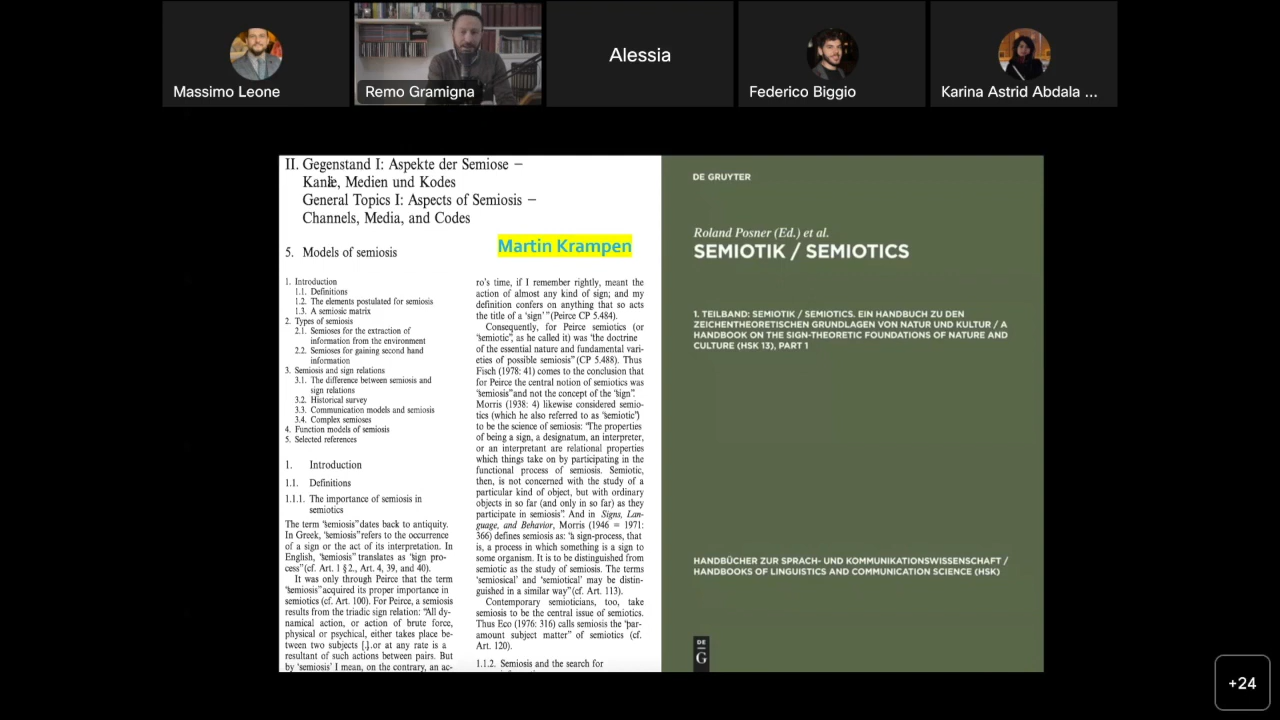 Massimo Leone
Remo Gramigna
Alessia
Federico Biggio
Karina Astrid Abdala ...
II. Gegenstand I: Aspekte der Semiose –
Kanäle, Medien und Kodes
General Topics I: Aspects of Semiosis –
Channels, Media, and Codes
Martin Krampen
5. Models of semiosis
1. Introduction
1.1. Definitions
1.2. The elements postulated for semiosis
1.3. A semiosic matrix
2. Types of semiosis
2.1. Semioses for the extraction of
information from the environment
2.2. Semioses for gaining second hand
information
3. Semiosis and sign relations
3.1. The difference between semiosis and
sign relations
3.2. Historical survey
3.3. Communication models and semiosis
3.4. Complex semioses
4. Function models of semiosis
5. Selected references
1. Introduction
1.1. Definitions
1.1.1. The importance of semiosis in
semiotics
The term “semiosis” dates back to antiquity.
In Greek, “semiosis” refers to the occurrence
of a sign or the act of its interpretation. In
English, “semiosis” translates as “sign pro-
cess” (cf. Art. 1 § 2., Art. 4, 39, and 40).
It was only through Peirce that the term
“semiosis” acquired its proper importance in
semiotics (cf. Art. 100). For Peirce, a semiosis
results from the triadic sign relation: “All dy-
namical action, or action of brute force,
physical or psychical, either takes place be-
tween two subjects [.] or at any rate is a
resultant of such actions between pairs. But
by ‘semiosis’ I mean, on the contrary, an ac-
ro's time, if I remember rightly, meant the
action of almost any kind of sign; and my
definition confers on anything that so acts
the title of a ‘sign’” (Peirce CP 5.484).
Consequently, for Peirce semiotics (or
“semiotic”, as he called it) was “the doctrine
of the essential nature and fundamental vari-
eties of possible semiosis” (CP 5.488). Thus
Fisch (1978: 41) comes to the conclusion that
for Peirce the central notion of semiotics was
“semiosis” and not the concept of the “sign”.
Morris (1938: 4) likewise considered semio-
tics (which he also referred to as “semiotic”)
to be the science of semiosis: “The properties
of being a sign, a designatum, an interpreter,
or an interpretant are relational properties
which things take on by participating in the
functional process of semiosis. Semiotic,
then, is not concerned with the study of a
particular kind of object, but with ordinary
objects in so far (and only in so far) as they
participate in semiosis”. And in Signs, Lan-
guage, and Behavior, Morris (1946 = 1971:
366) defines semiosis as: “a sign-process, that
is, a process in which something is a sign to
some organism. It is to be distinguished from
semiotic as the study of semiosis. The terms
‘semiosical’ and ‘semiotical’ may be distin-
guished in a similar way” (cf. Art. 113).
Contemporary semioticians, too, take
semiosis to be the central issue of semiotics.
Thus Eco (1976: 316) calls semiosis the “par-
amount subject matter” of semiotics (cf.
Art. 120).
1.1.2. Semiosis and the search for
DE GRUYTER
Roland Posner (Ed.) et al.
SEMIOTIK / SEMIOTICS
1. TEILBAND: SEMIOTIK / SEMIOTICS. EIN HANDBUCH ZU DEN
ZEICHENTHEORETISCHEN GRUNDLAGEN VON NATUR UND KULTUR / A
HANDBOOK ON THE SIGN-THEORETIC FOUNDATIONS OF NATURE AND
CULTURE (HSK 13), PART 1
HANDBÜCHER ZUR SPRACH- UND KOMMUNIKATIONSWISSENSCHAFT /
HANDBOOKS OF LINGUISTICS AND COMMUNICATION SCIENCE (HSK)
DE
G
+24